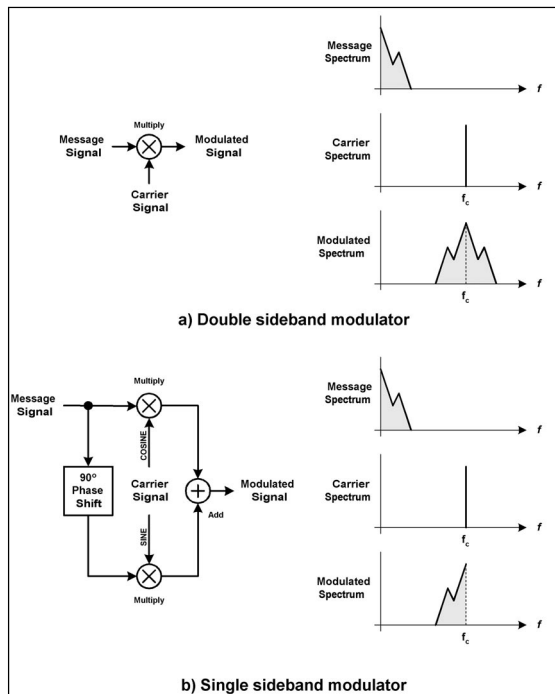 Message
Spectrum
f
Multiply
Message
Signal
Modulated
Signal
Carrier
Signal
Carrier
Spectrum
fc
f
Modulated
Spectrum
fc
f
a) Double sideband modulator
Message
Signal
Multiply
COSINE
90° Phase
Shift
Carrier
Signal
Modulated
Signal
Add
SINE
Multiply
Message
Spectrum
f
Carrier
Spectrum
fc
f
Modulated
Spectrum
fc
f
b) Single sideband modulator